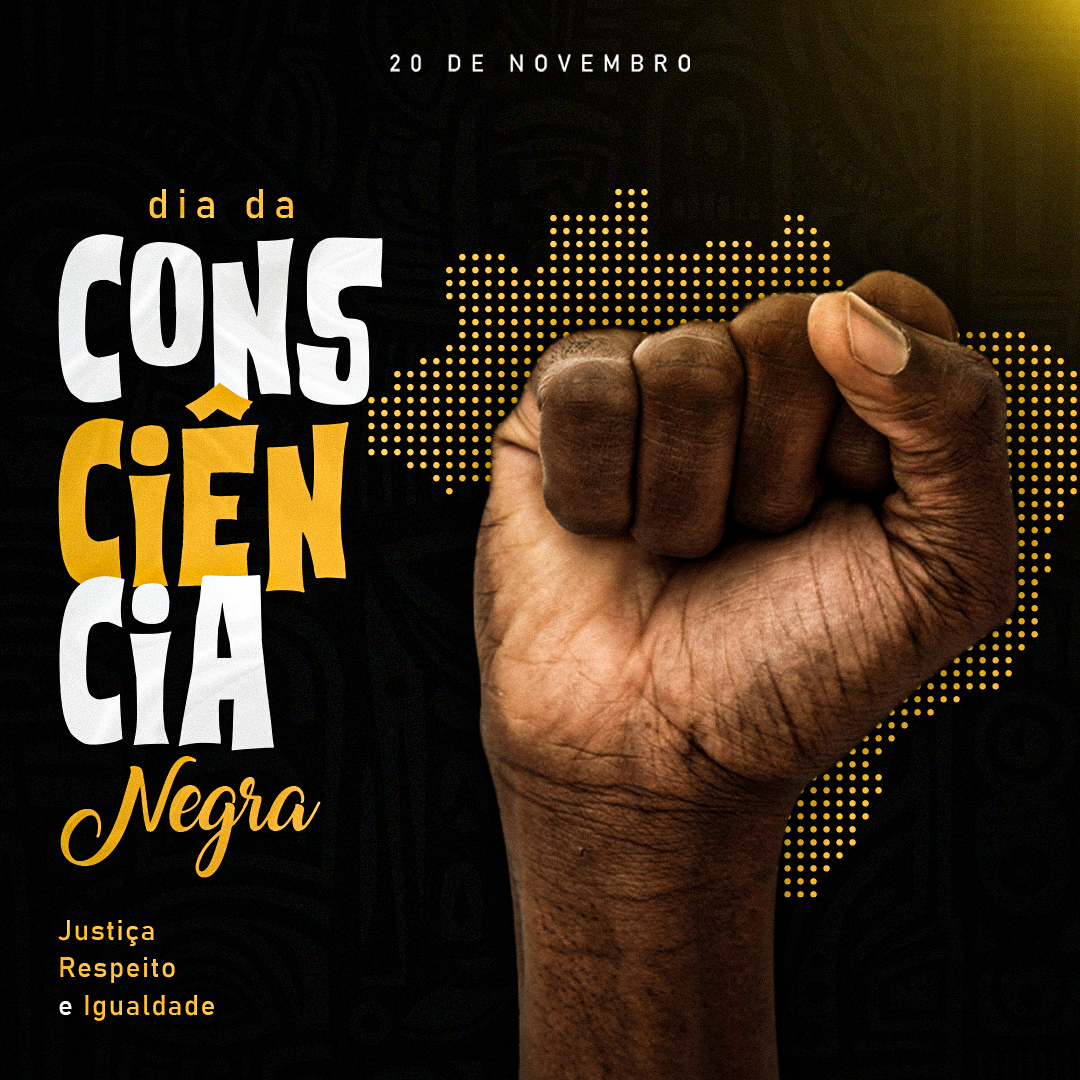 20 DE NOVEMBRO
dia da
CONS
CIÊN
CIA
Negra
Justiça
Respeito
e Igualdade